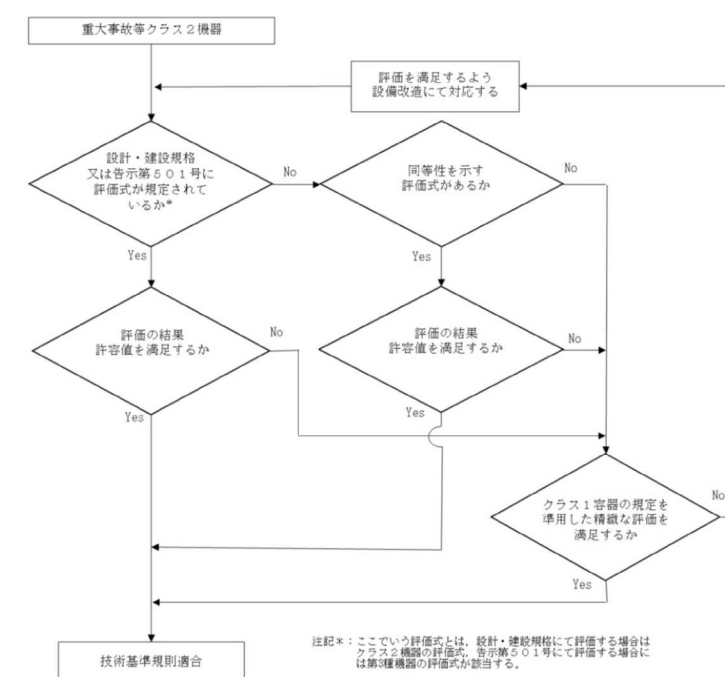 重大事故等クラス２機器
評価を満足するよう
設備改造にて対応する
設計・建設規格
又は告示第５０１号に
評価式が規定されて
いるか*
No
同等性を示す
評価式があるか
No
Yes
Yes
評価の結果
許容値を満足するか
No
評価の結果
許容値を満足するか
No
Yes
Yes
クラス１容器の規定を
準用した精緻な評価を
満足するか
No
Yes
技術基準規則適合
注記＊：ここでいう評価式とは，設計・建設規格にて評価する場合は
クラス２機器の評価式，告示第５０１号にて評価する場合に
は第3種機器の評価式が該当する。